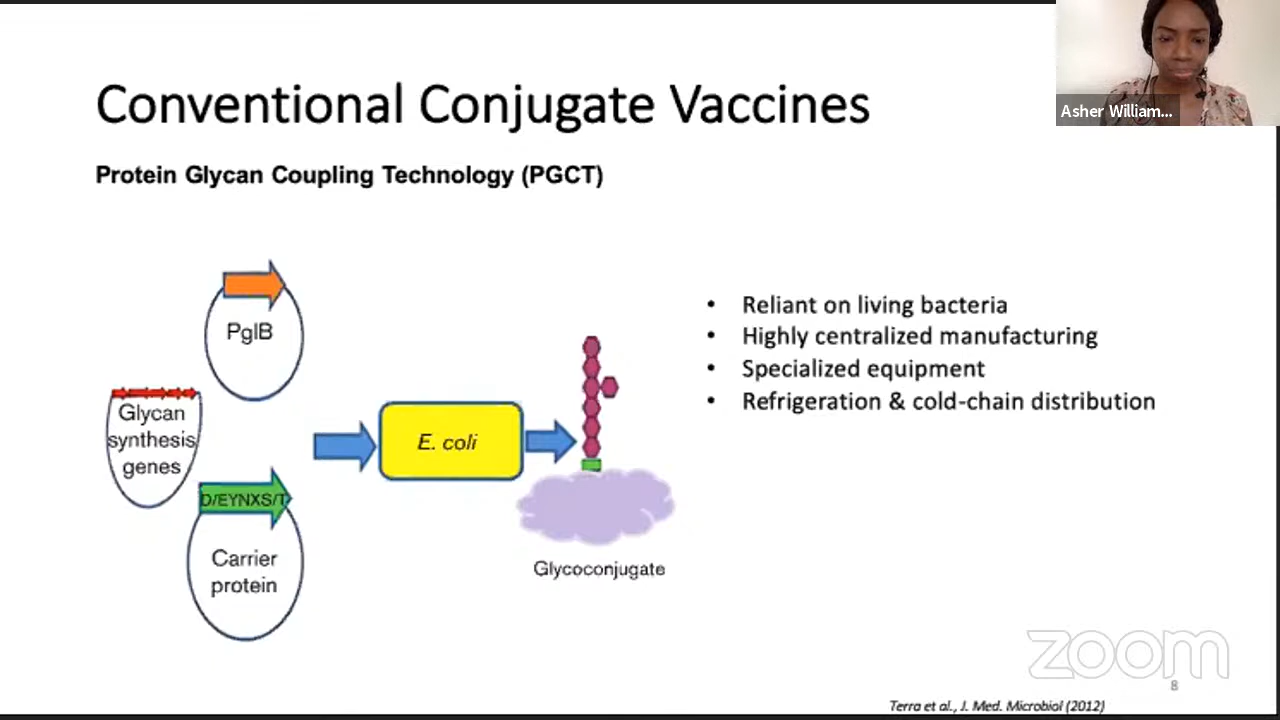 Conventional Conjugate Vaccines
Asher William...
Protein Glycan Coupling Technology (PGCT)
PglB
Glycan
synthesis
genes
D/EYNXS/T
Carrier
protein
E. coli
Glycoconjugate
• Reliant on living bacteria
• Highly centralized manufacturing
• Specialized equipment
• Refrigeration & cold-chain distribution
zoom
8
Terra et al., J. Med. Microbiol (2012)